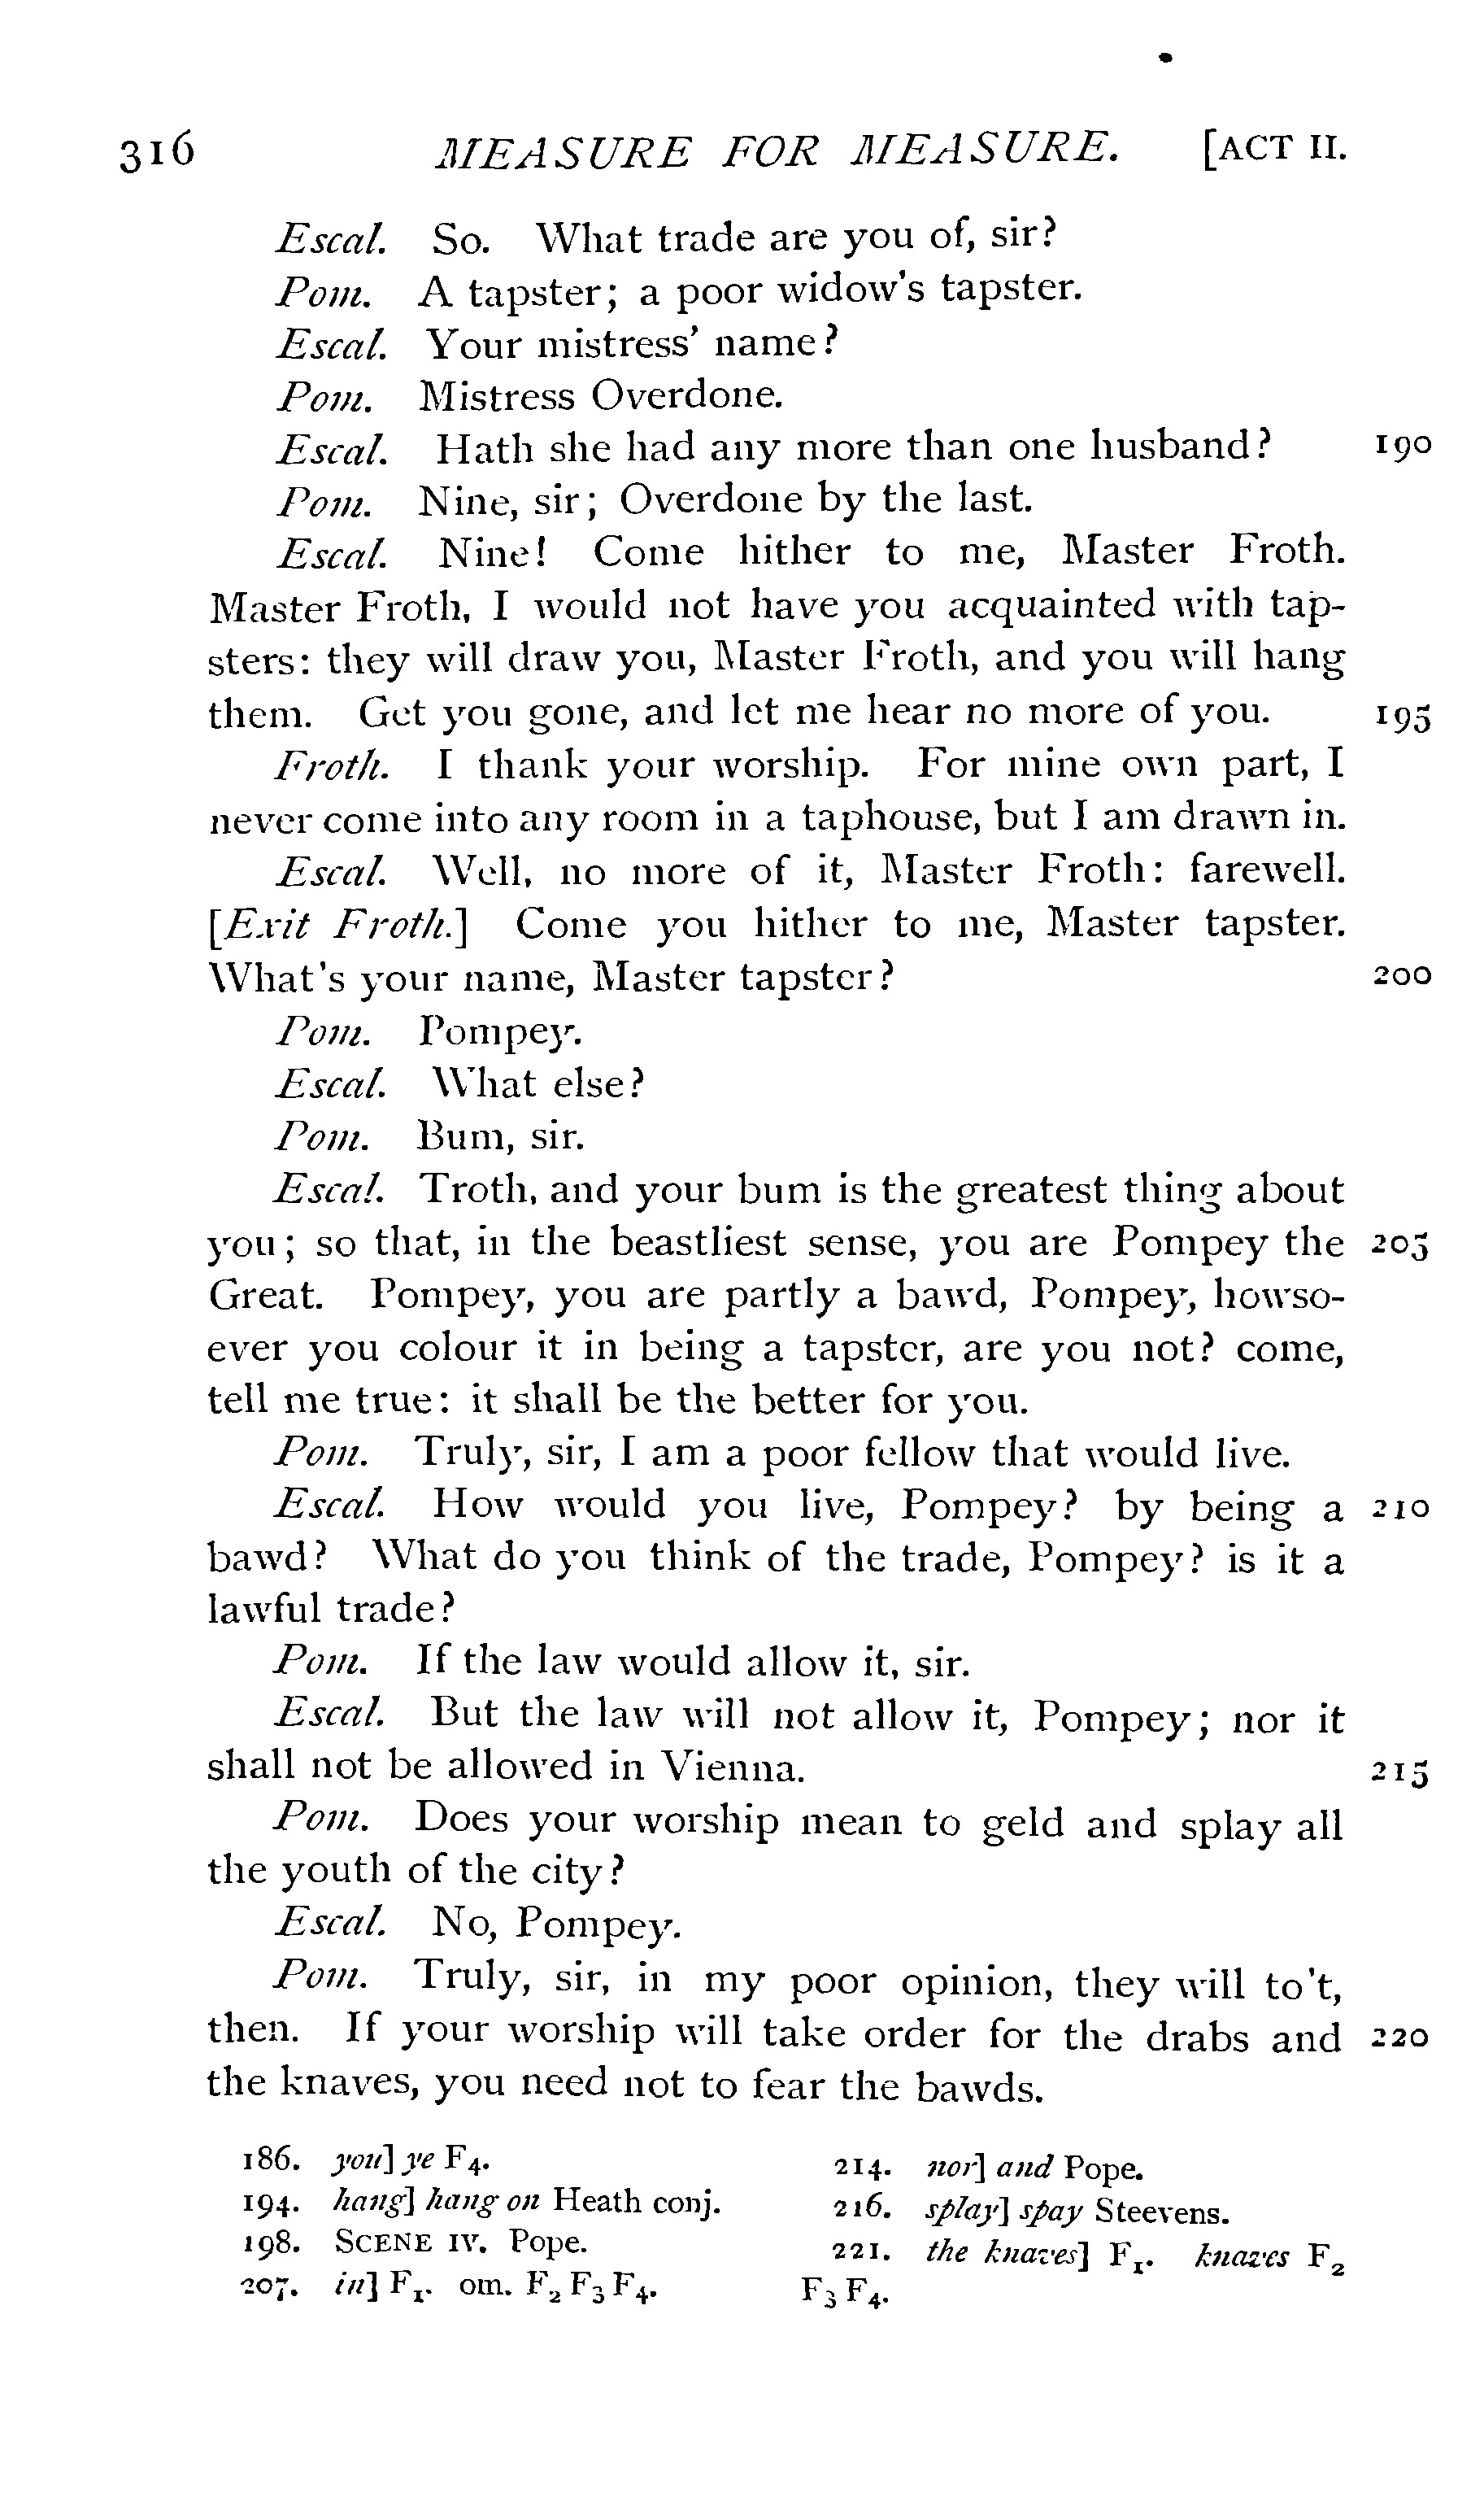 316 MEASURE FOR MEASURE. [ACT II.
Escal. So. What trade are you of, sir?
Pom. A tapster; a poor widow's tapster.
Escal. Your mistress' name?
Pom. Mistress Overdone.
Escal. Hath she had any more than one husband? 190
Pom. Nine, sir; Overdone by the last.
Escal. Nine! Come hither to me, Master Froth.
Master Froth, I would not have you acquainted with tap-
sters: they will draw you, Master Froth, and you will hang
them. Get you gone, and let me hear no more of you. 195
Froth. I thank your worship. For mine own part, I
never come into any room in a taphouse, but I am drawn in.
Escal. Well, no more of it, Master Froth: farewell.
[Exit Froth.] Come you hither to me, Master tapster.
What's your name, Master tapster? 200
Pom. Pompey.
Escal. What else?
Pom. Bum, sir.
Escal. Troth, and your bum is the greatest thing about
you; so that, in the beastliest sense, you are Pompey the 205
Great. Pompey, you are partly a bawd, Pompey, howso-
ever you colour it in being a tapster, are you not? come,
tell me true: it shall be the better for you.
Pom. Truly, sir, I am a poor fellow that would live.
Escal. How would you live, Pompey? by being a 210
bawd? What do you think of the trade, Pompey? is it a
lawful trade?
Pom. If the law would allow it, sir.
Escal. But the law will not allow it, Pompey; nor it
shall not be allowed in Vienna. 215
Pom. Does your worship mean to geld and splay all
the youth of the city?
Escal. No, Pompey.
Pom. Truly, sir, in my poor opinion, they will to't,
then. If your worship will take order for the drabs and 220
the knaves, you need not to fear the bawds.
186. you] ye F4.
194. hang] hang on Heath conj.
198. SCENE IV. Pope.
207. in] F1. om. F2 F3 F4.
214. nor] and Pope.
216. splay] spay Steevens.
221. the knaves] F1. knaves F2
F3 F4.